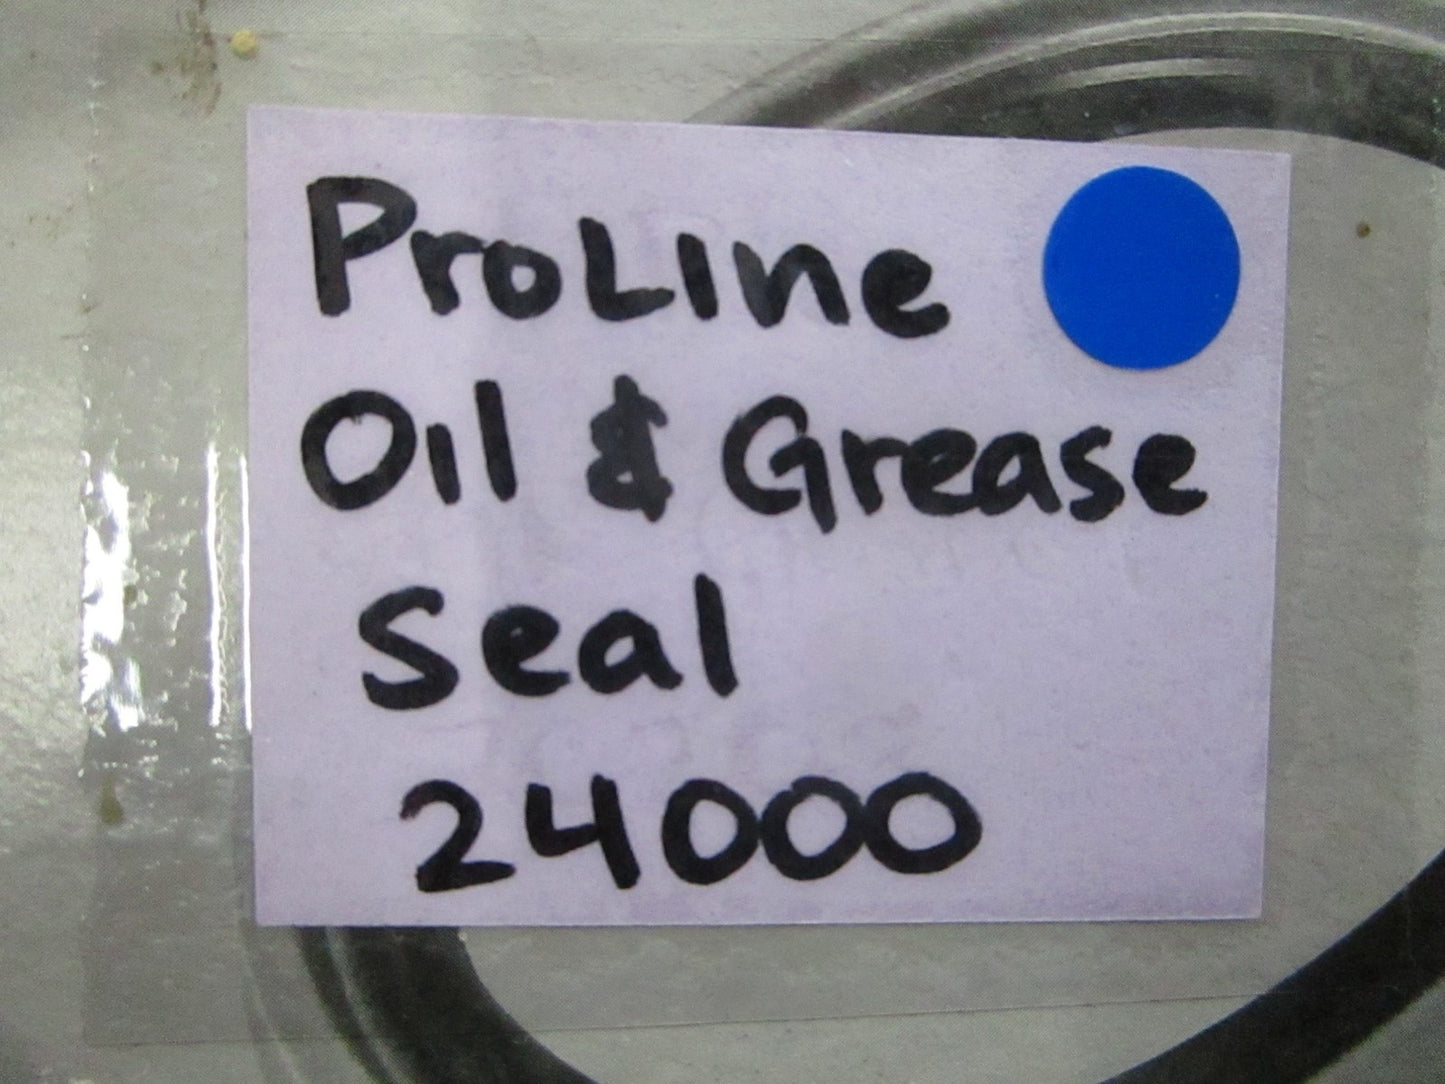 ProLine
Oil & Grease
Seal
24000